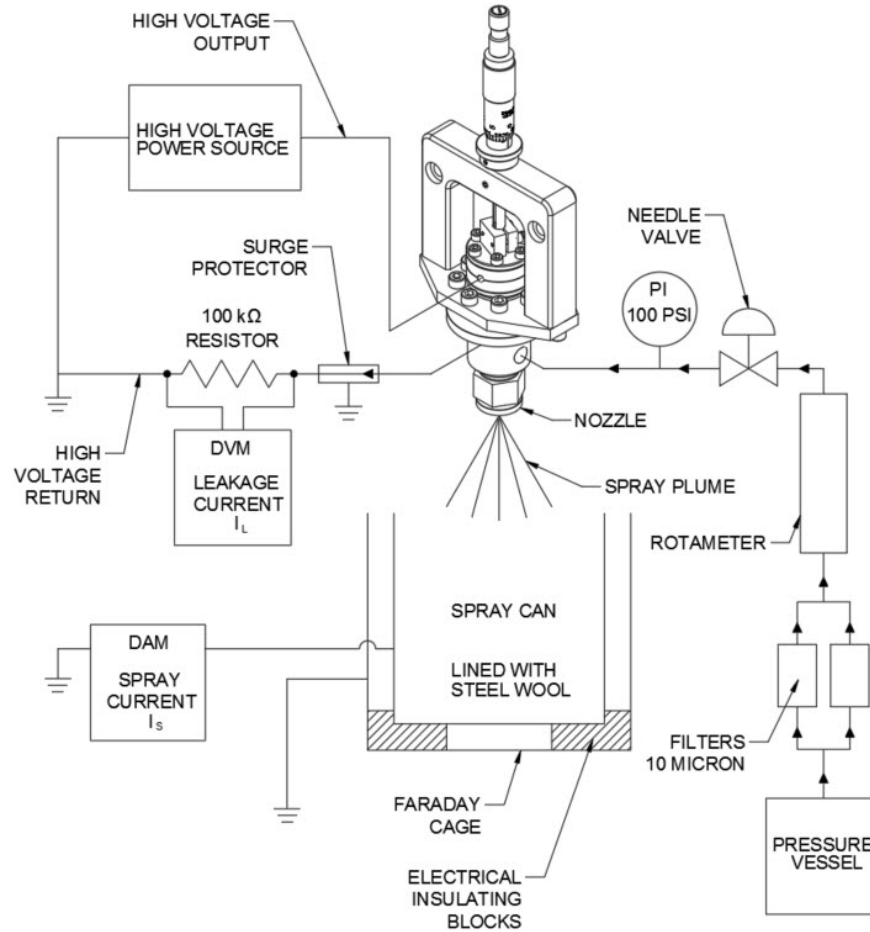 HIGH VOLTAGE
OUTPUT
HIGH VOLTAGE
POWER SOURCE
NEEDLE
VALVE
SURGE
PROTECTOR
PI
100 PSI
100 kΩ
RESISTOR
NOZZLE
DVM
LEAKAGE
CURRENT
I L
HIGH
VOLTAGE
RETURN
SPRAY PLUME
ROTAMETER
SPRAY CAN
LINED WITH
STEEL WOOL
DAM
SPRAY
CURRENT
I S
FILTERS
10 MICRON
FARADAY
CAGE
PRESSURE
VESSEL
ELECTRICAL
INSULATING
BLOCKS